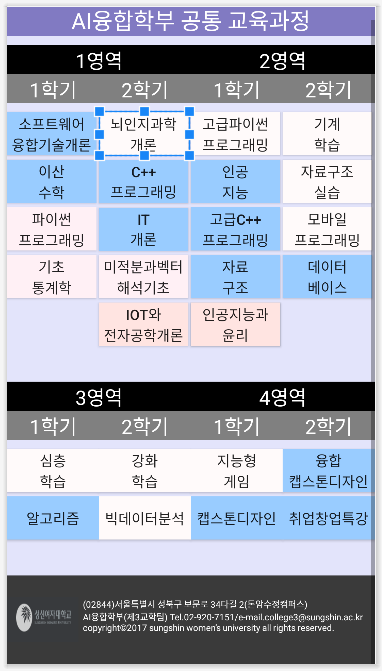 AI융합학부 공통 교육과정
1영역 2영역
1학기 2학기 1학기 2학기
소프트웨어 뇌인지과학 고급파이썬 기계
융합기술개론 개론 프로그래밍 학습
이산 C++ 인공 자료구조
수학 프로그래밍 지능 실습
파이썬 IT 고급C++ 모바일
프로그래밍 개론 프로그래밍 프로그래밍
기초 미적분과벡터 자료 데이터
통계학 해석기초 구조 베이스
IOT와 인공지능과
전자공학개론 윤리
3영역 4영역
1학기 2학기 1학기 2학기
심층 강화 지능형 융합
학습 학습 게임 캡스톤디자인
알고리즘 빅데이터분석 캡스톤디자인 취업창업특강
성신여자대학교
(02844)서울특별시 성북구 보문로 34다길 2(돈암수정캠퍼스)
AI융합학부(제3교학팀) Tel.02-920-7151/e-mail.college3@sungshin.ac.kr
copyright©2017 sungshin women's university all rights reserved.